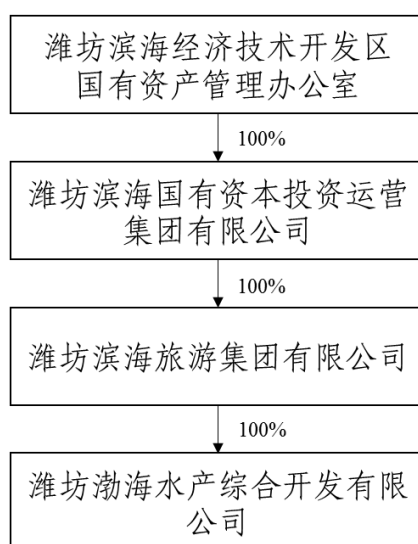 潍坊滨海经济技术开发区
国有资产管理办公室
100%
潍坊滨海国有资本投资运营
集团有限公司
100%
潍坊滨海旅游集团有限公司
100%
潍坊渤海水产综合开发有限
公司